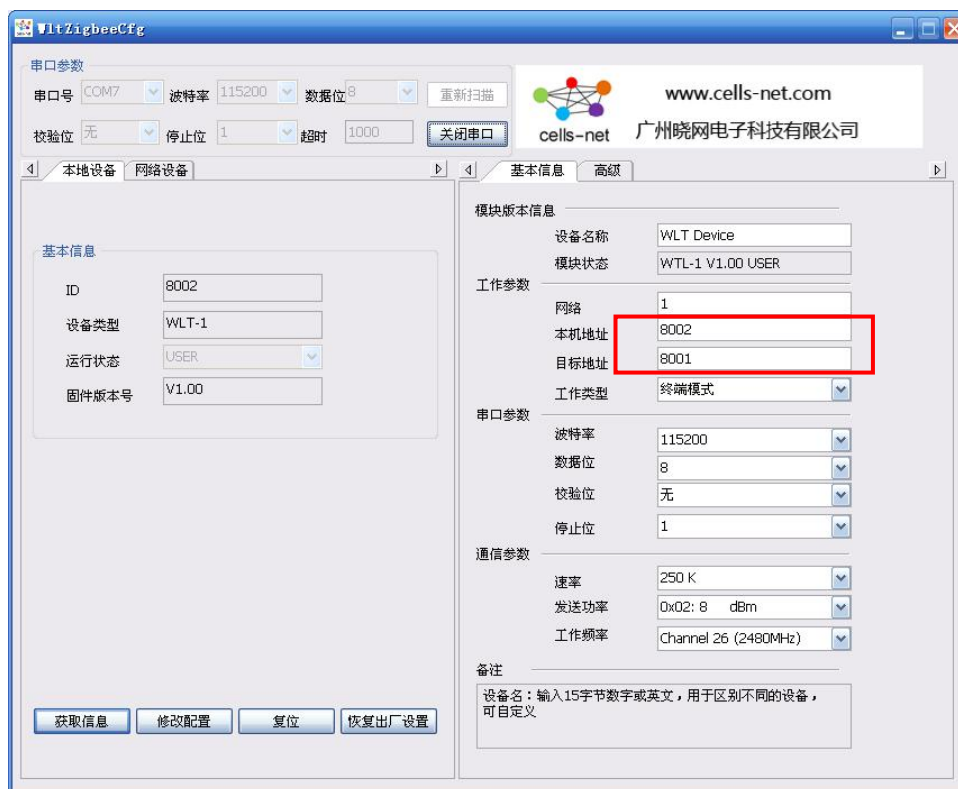 WltZigbeeCfg
串口参数
串口号 COM7 波特率 115200 数据位 8 重新扫描
校验位 无 停止位 1 超时 1000 关闭串口
cells-net
www.cells-net.com
广州晓网电子科技有限公司
本地设备 网络设备
基本信息
ID 8002
设备类型 WLT-1
运行状态 USER
固件版本号 V1.00
获取信息 修改配置 复位 恢复出厂设置
基本信息 高级
模块版本信息
设备名称 WLT Device
模块状态 WTL-1 V1.00 USER
工作参数
网络 1
本机地址 8002
目标地址 8001
工作类型 终端模式
串口参数
波特率 115200
数据位 8
校验位 无
停止位 1
通信参数
速率 250 K
发送功率 0x02: 8 dBm
工作频率 Channel 26 (2480MHz)
备注
设备名：输入15字节数字或英文，用于区别不同的设备，
可自定义